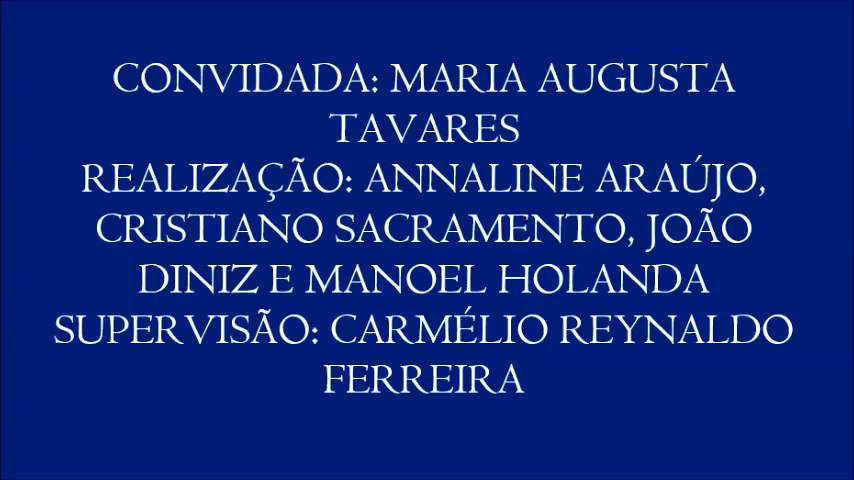 CONVIDADA: MARIA AUGUSTA
TAVARES
REALIZAÇÃO: ANNALINE ARAÚJO,
CRISTIANO SACRAMENTO, JOÃO
DINIZ E MANOEL HOLANDA
SUPERVISÃO: CARMÉLIO REYNALDO
FERREIRA